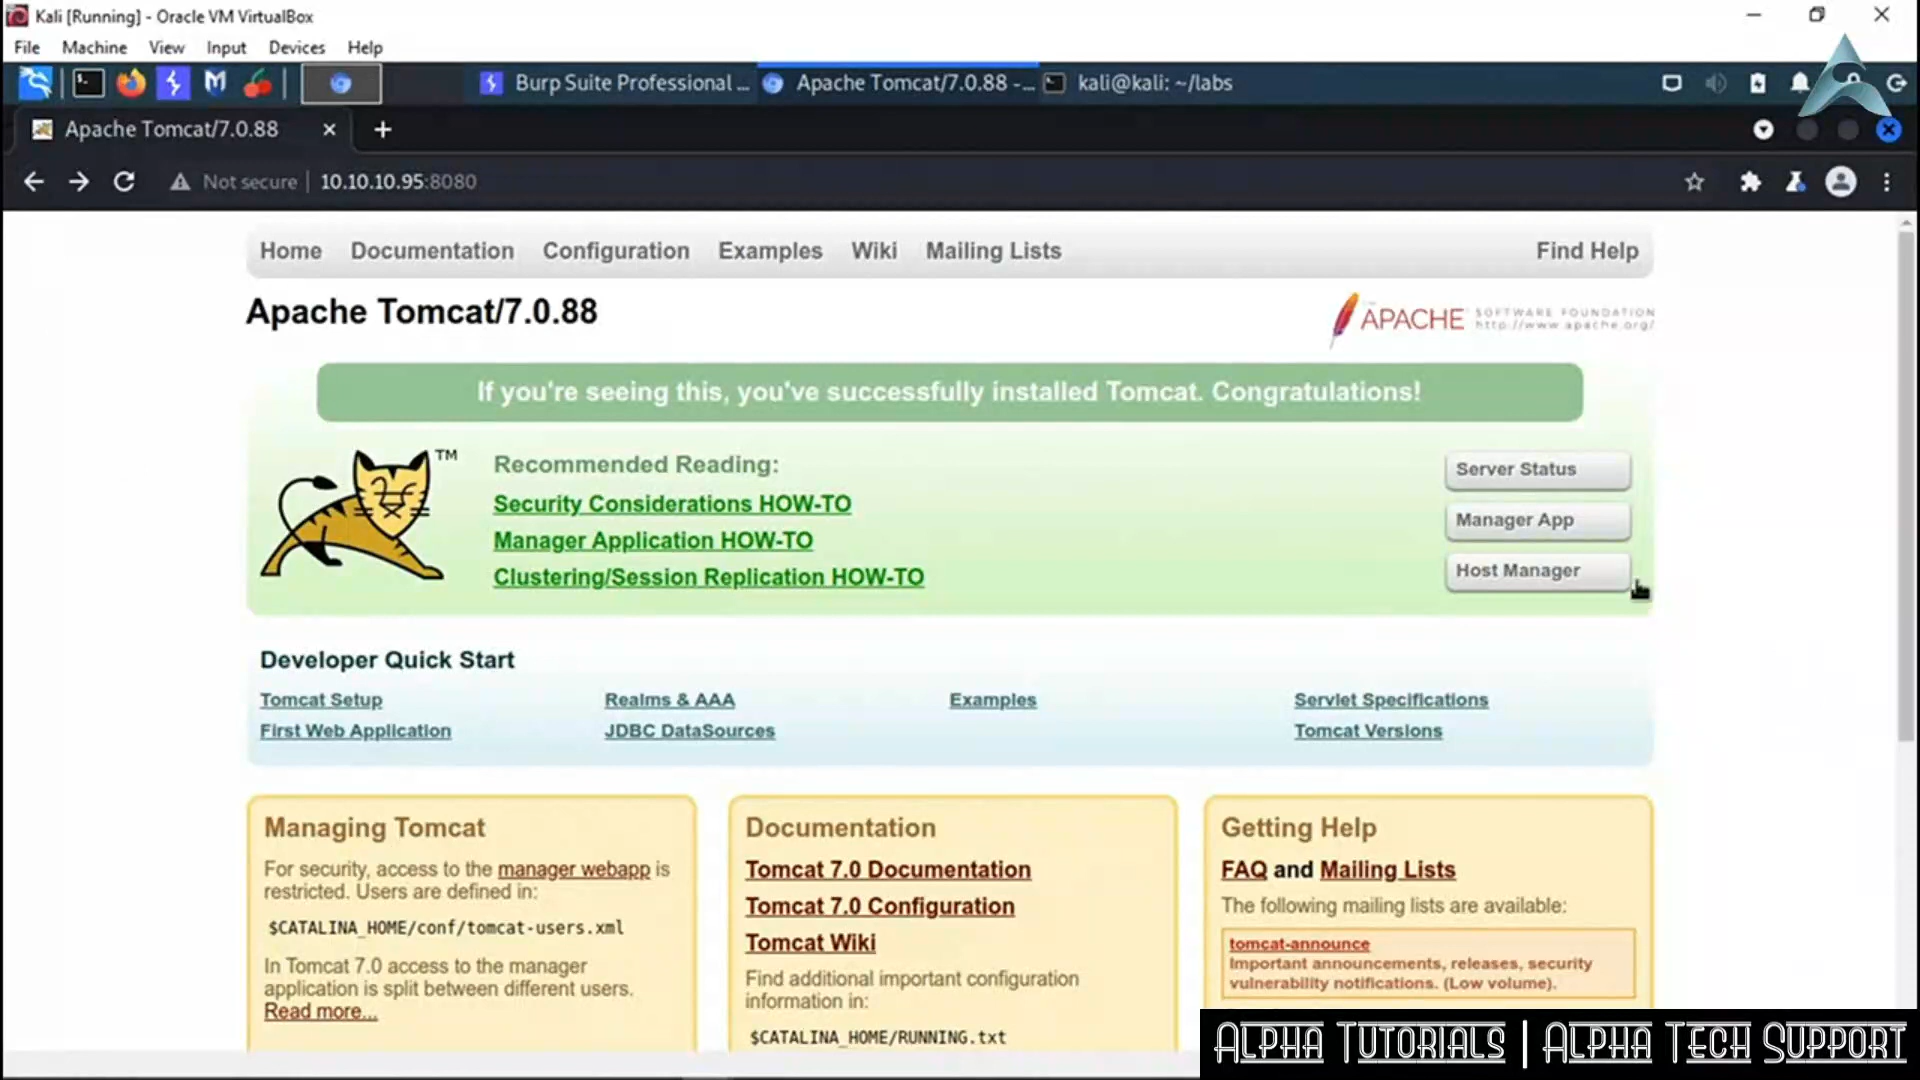 Kali [Running] - Oracle VM VirtualBox
File Machine View Input Devices Help
Burp Suite Professional ... Apache Tomcat/7.0.88 -... kali@kali: ~/labs
Apache Tomcat/7.0.88
Not secure | 10.10.10.95:8080
Home Documentation Configuration Examples Wiki Mailing Lists Find Help
Apache Tomcat/7.0.88
APACHE SOFTWARE FOUNDATION
http://www.apache.org/
If you're seeing this, you've successfully installed Tomcat. Congratulations!
TM
Recommended Reading:
Security Considerations HOW-TO
Manager Application HOW-TO
Clustering/Session Replication HOW-TO
Server Status
Manager App
Host Manager
Developer Quick Start
Tomcat Setup Realms & AAA Examples Servlet Specifications
First Web Application JDBC DataSources Tomcat Versions
Managing Tomcat
For security, access to the manager webapp is
restricted. Users are defined in:
$CATALINA_HOME/conf/tomcat-users.xml
In Tomcat 7.0 access to the manager
application is split between different users.
Read more...
Documentation
Tomcat 7.0 Documentation
Tomcat 7.0 Configuration
Tomcat Wiki
Find additional important configuration
information in:
$CATALINA_HOME/RUNNING.txt
Getting Help
FAQ and Mailing Lists
The following mailing lists are available:
tomcat-announce
Important announcements, releases, security
vulnerability notifications. (Low volume).
Alpha Tutorials | Alpha Tech Support